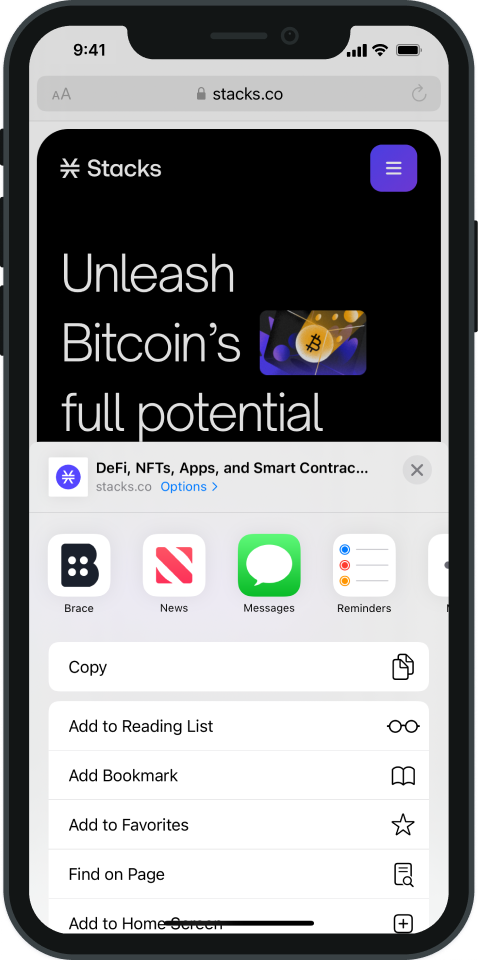 9:41
AA
stacks.co
Stacks
Unleash
Bitcoin’s
full potential
DeFi, NFTs, Apps, and Smart Contrac...
stacks.co Options
Brace
News
Messages
Reminders
Copy
Add to Reading List
Add Bookmark
Add to Favorites
Find on Page
Add to Home Screen